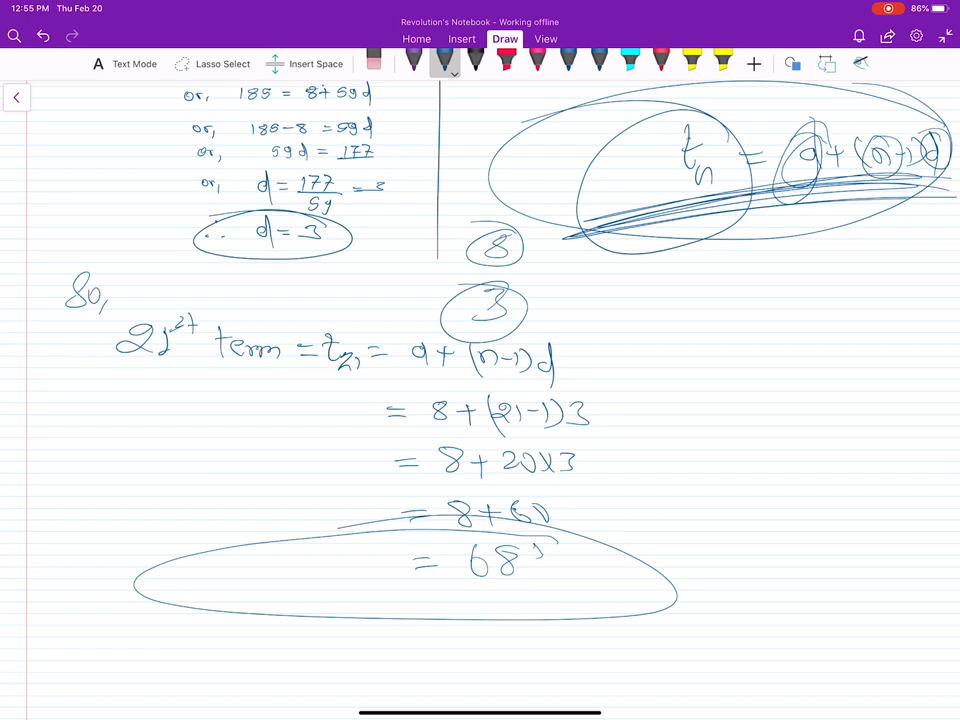 12:55 PM Thu Feb 20
86%
Revolution's Notebook - Working offline
Home Insert Draw View
Text Mode Lasso Select Insert Space
or, 185 = 8 + 59d
or, 185 - 8 = 59d
or, 59d = 177
or, d = 177/59 = 3
∴ d = 3
tn = a + (n-1)d
8
3
So,
21st term = t21 = a + (n-1)d
= 8 + (21-1)3
= 8 + 20x3
= 8 + 60
= 68